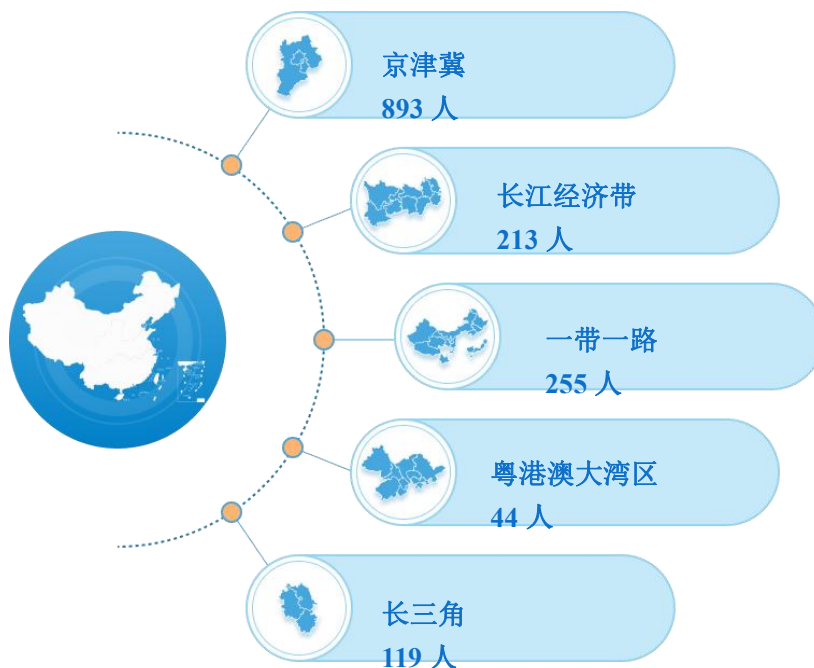 京津冀
893 人
长江经济带
213 人
一带一路
255 人
粤港澳大湾区
44 人
长三角
119 人